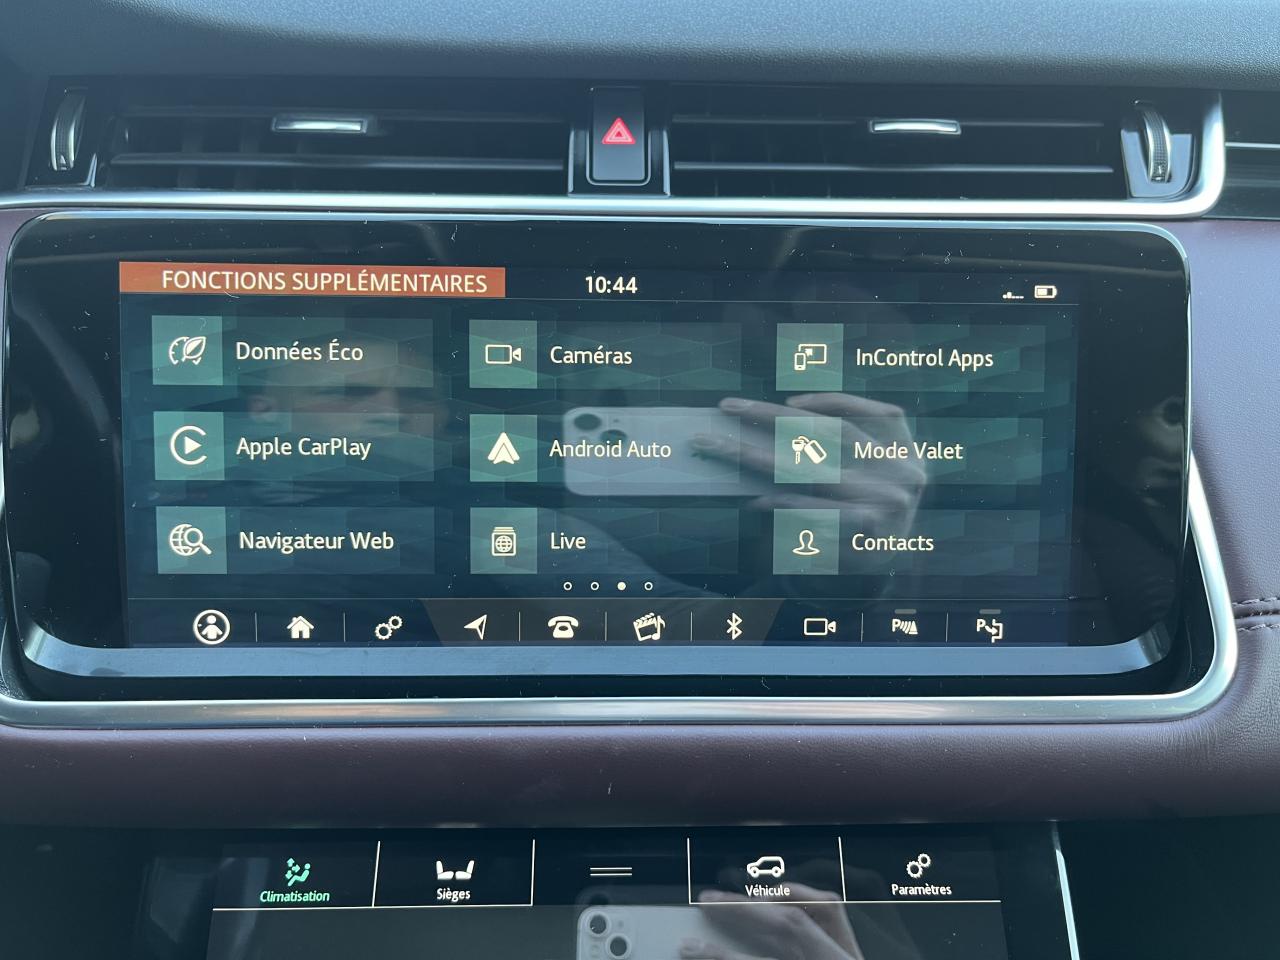 FONCTIONS SUPPLÉMENTAIRES
10:44
Données Éco
Caméras
InControl Apps
Apple CarPlay
Android Auto
Mode Valet
Navigateur Web
Live
Contacts
P
P
Climatisation
Sièges
Véhicule
Paramètres